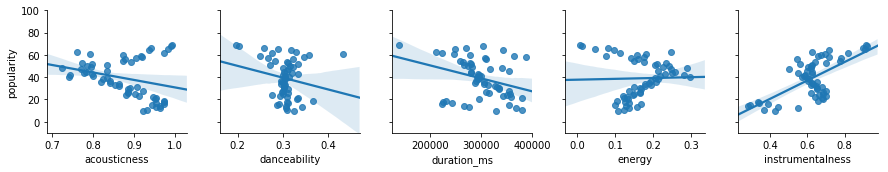 100
80
60
40
20
0
popularity
0.7 0.8 0.9 1.0
acousticness
0.2 0.3 0.4
danceability
200000 300000 400000
duration_ms
0.0 0.1 0.2 0.3
energy
0.4 0.6 0.8
instrumentalness